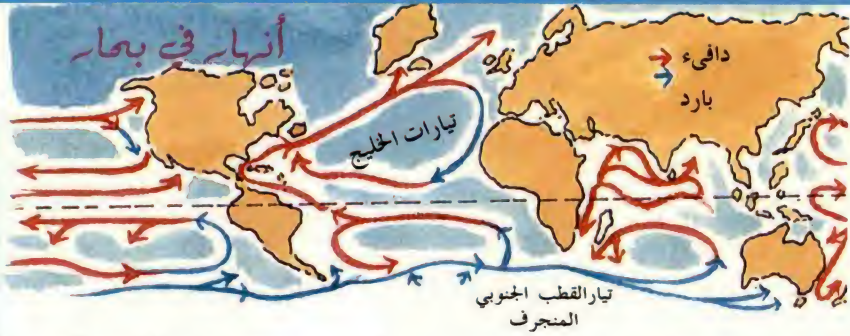 أنهار في بحار
دافىء
بارد
تيارات الخليج
تيار القطب الجنوبي
المنجرف